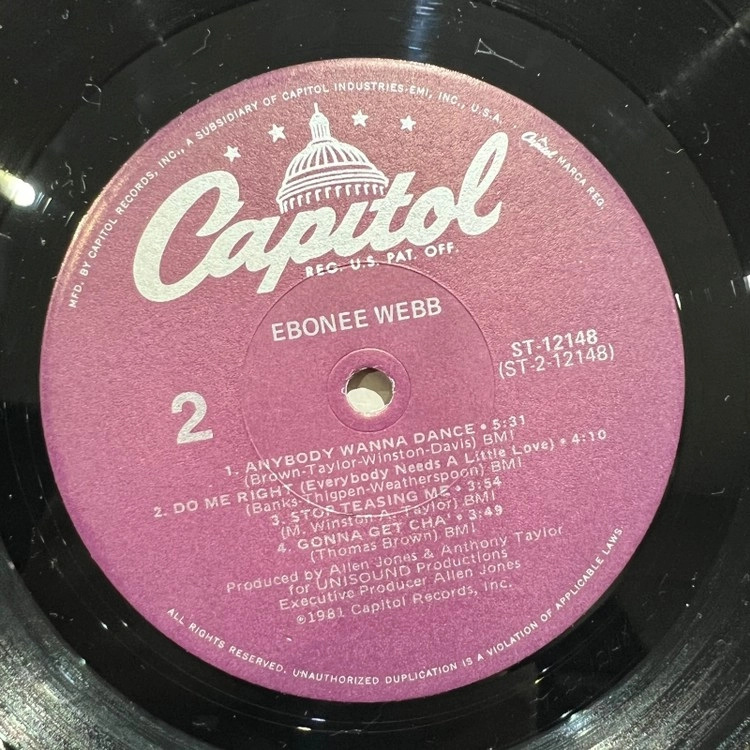 MFD. BY CAPITOL RECORDS, INC., A SUBSIDIARY OF CAPITOL INDUSTRIES-EMI, INC., U.S.A.
Capitol MARCA REG.
Capitol
REG. U.S. PAT. OFF.
EBONEE WEBB
ST-12148
(ST-2-12148)
2
1. ANYBODY WANNA DANCE • 5:31
(Brown-Taylor-Winston-Davis) BMI
2. DO ME RIGHT (Everybody Needs A Little Love) • 4:10
(Banks-Thigpen-Weatherspoon) BMI
3. STOP TEASING ME • 3:54
(M. Winston-A. Taylor) BMI
4. GONNA GET CHA' • 3:49
(Thomas Brown) BMI
Produced by Allen Jones & Anthony Taylor
for UNISOUND Productions
Executive Producer Allen Jones
℗1981 Capitol Records, Inc.
ALL RIGHTS RESERVED. UNAUTHORIZED DUPLICATION IS A VIOLATION OF APPLICABLE LAWS